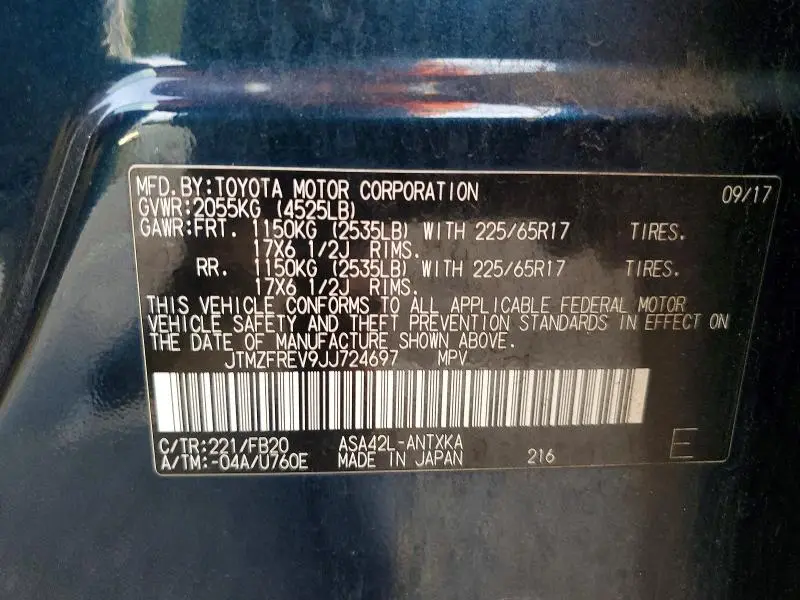 MFD.BY:TOYOTA MOTOR CORPORATION 09/17
GVWR:2055KG (4525LB)
GAWR:FRT. 1150KG (2535LB) WITH 225/65R17 TIRES.
17X6 1/2J RIMS.
RR. 1150KG (2535LB) WITH 225/65R17 TIRES.
17X6 1/2J RIMS.
THIS VEHICLE CONFORMS TO ALL APPLICABLE FEDERAL MOTOR
VEHICLE SAFETY AND THEFT PREVENTION STANDARDS IN EFFECT ON
THE DATE OF MANUFACTURE SHOWN ABOVE.
JTMZFREV9JJ724697 MPV
C/TR:221/FB20 ASA42L-ANTXKA E
A/TM:-04A/U760E MADE IN JAPAN 216